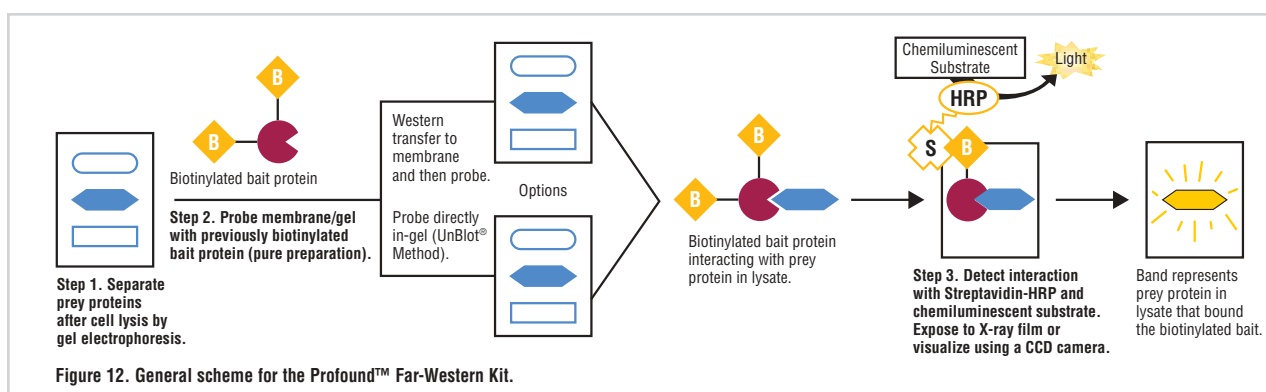 Step 1. Separate
prey proteins
after cell lysis by
gel electrophoresis.
B
B
Biotinylated bait protein
Step 2. Probe membrane/gel
with previously biotinylated
bait protein (pure preparation).
Western
transfer to
membrane
and then probe.
Options
Probe directly
in-gel (UnBlot®
Method).
B
B
Biotinylated bait protein
interacting with prey
protein in lysate.
Chemiluminescent
Substrate
Light
HRP
S
B
Step 3. Detect interaction
with Streptavidin-HRP and
chemiluminescent substrate.
Expose to X-ray film or
visualize using a CCD camera.
Band represents
prey protein in
lysate that bound
the biotinylated bait.
Figure 12. General scheme for the Profound™ Far-Western Kit.